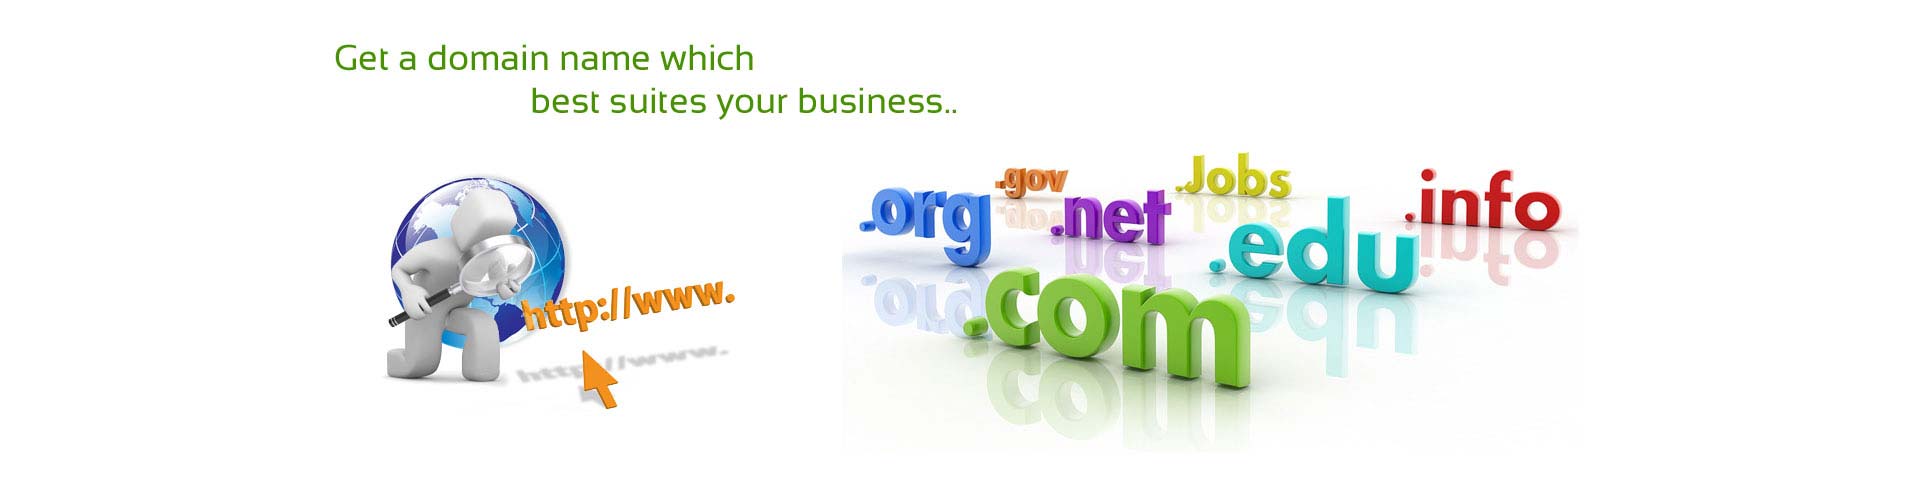 Get a domain name which
best suites your business..
.gov
.Jobs
.info
.org
.net
.edu
http://www.
.com